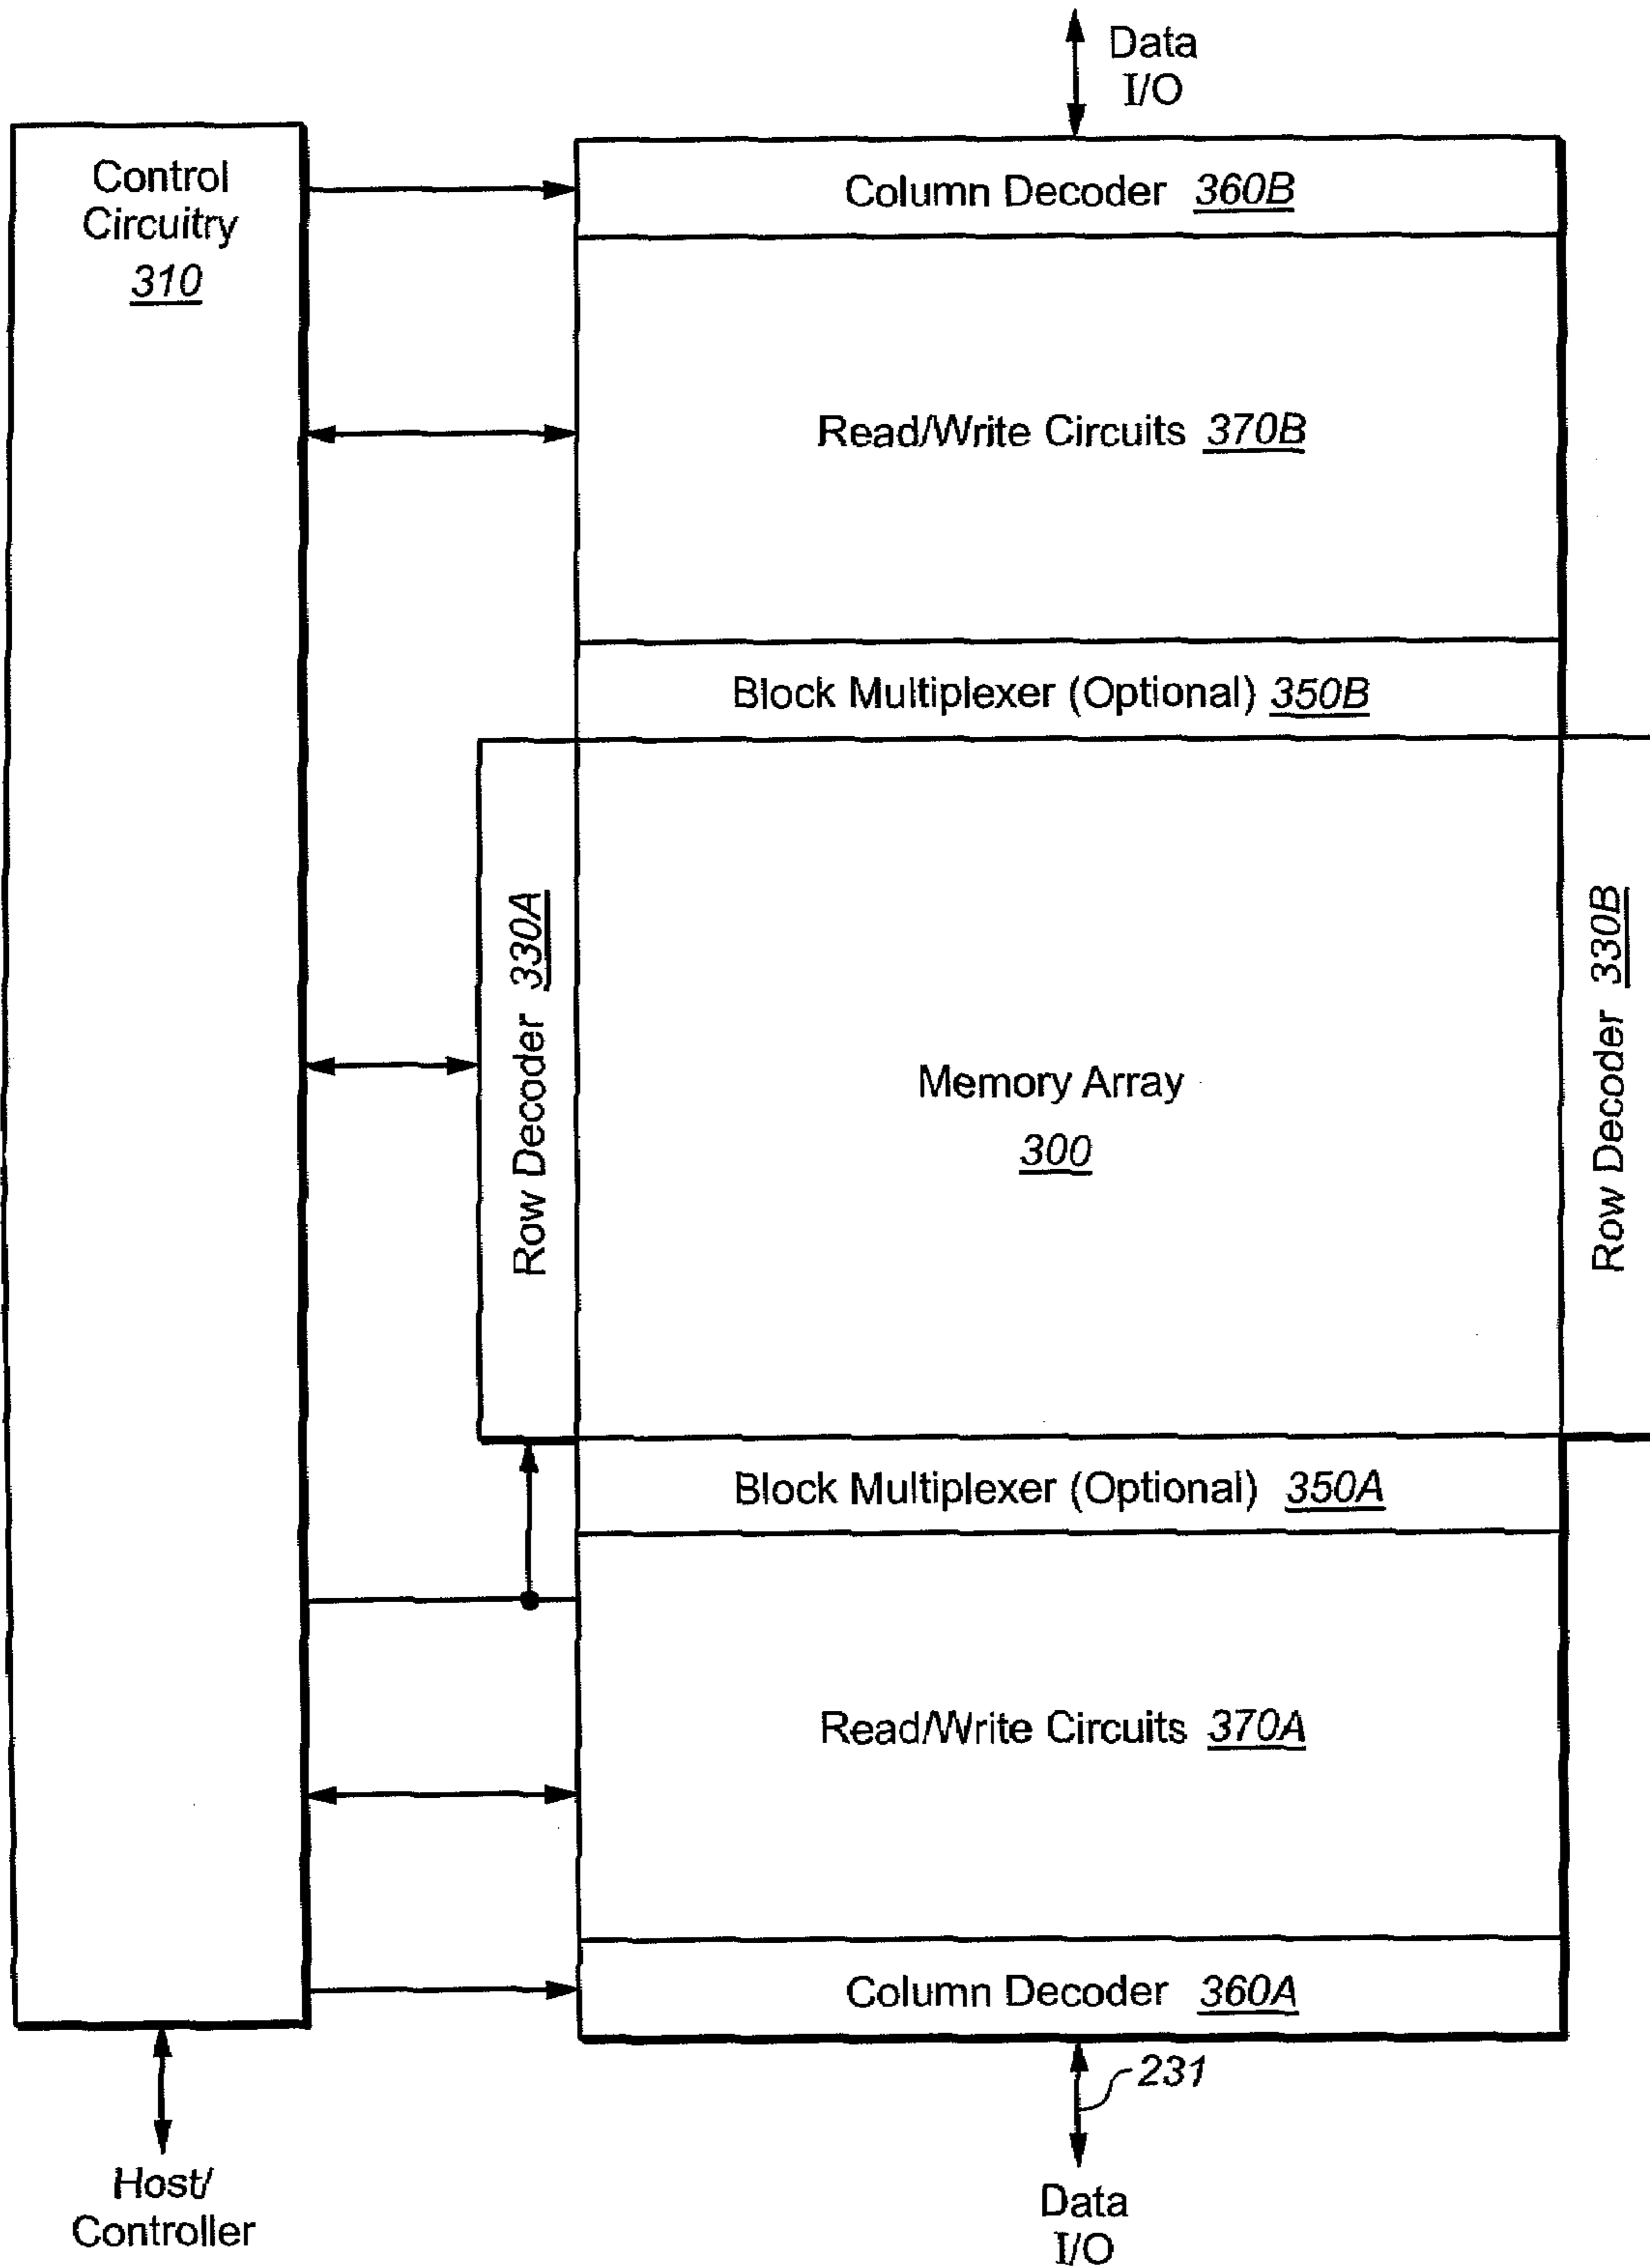 Data
I/O
Control
Circuitry
310
Column Decoder 360B
Read/Write Circuits 370B
Block Multiplexer (Optional) 350B
Row Decoder 330A
Memory Array
300
Row Decoder 330B
Block Multiplexer (Optional) 350A
Read/Write Circuits 370A
Column Decoder 360A
231
Host/
Controller
Data
I/O